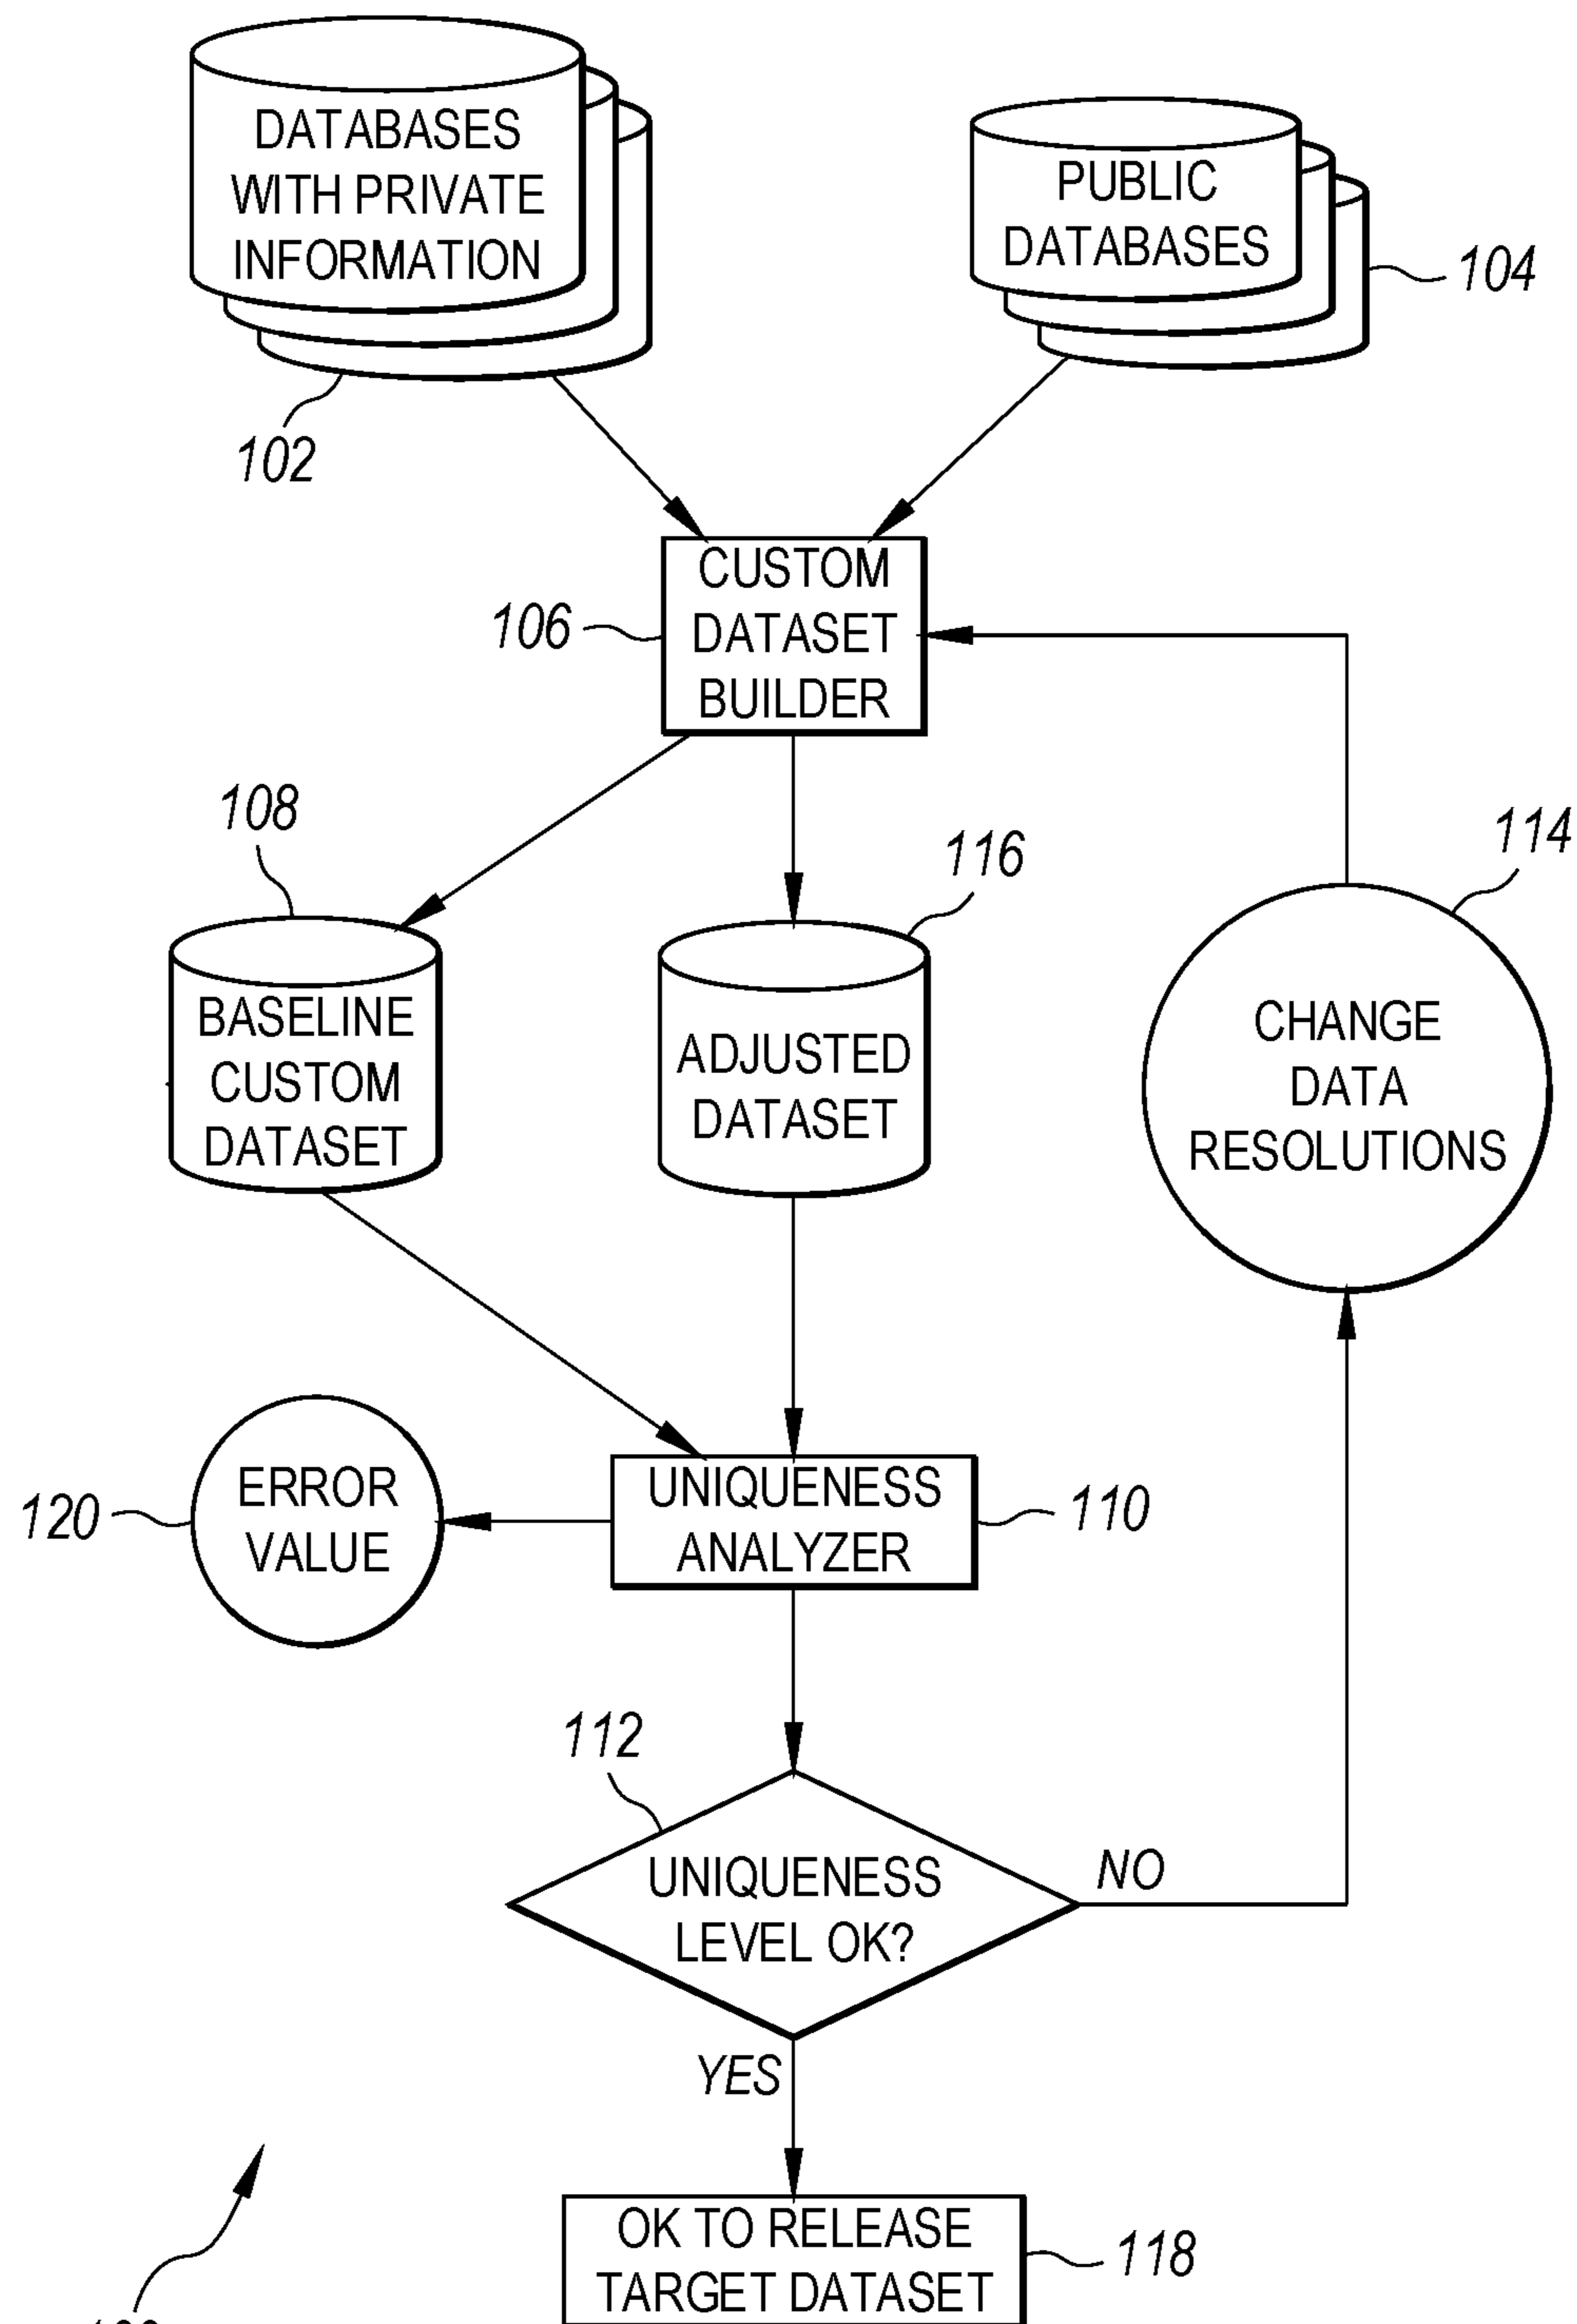 DATABASES
WITH PRIVATE
INFORMATION
PUBLIC
DATABASES
104
102
CUSTOM
DATASET
BUILDER
106
108
116
114
BASELINE
CUSTOM
DATASET
ADJUSTED
DATASET
CHANGE
DATA
RESOLUTIONS
ERROR
VALUE
120
UNIQUENESS
ANALYZER
110
112
UNIQUENESS
LEVEL OK?
NO
YES
OK TO RELEASE
TARGET DATASET
118